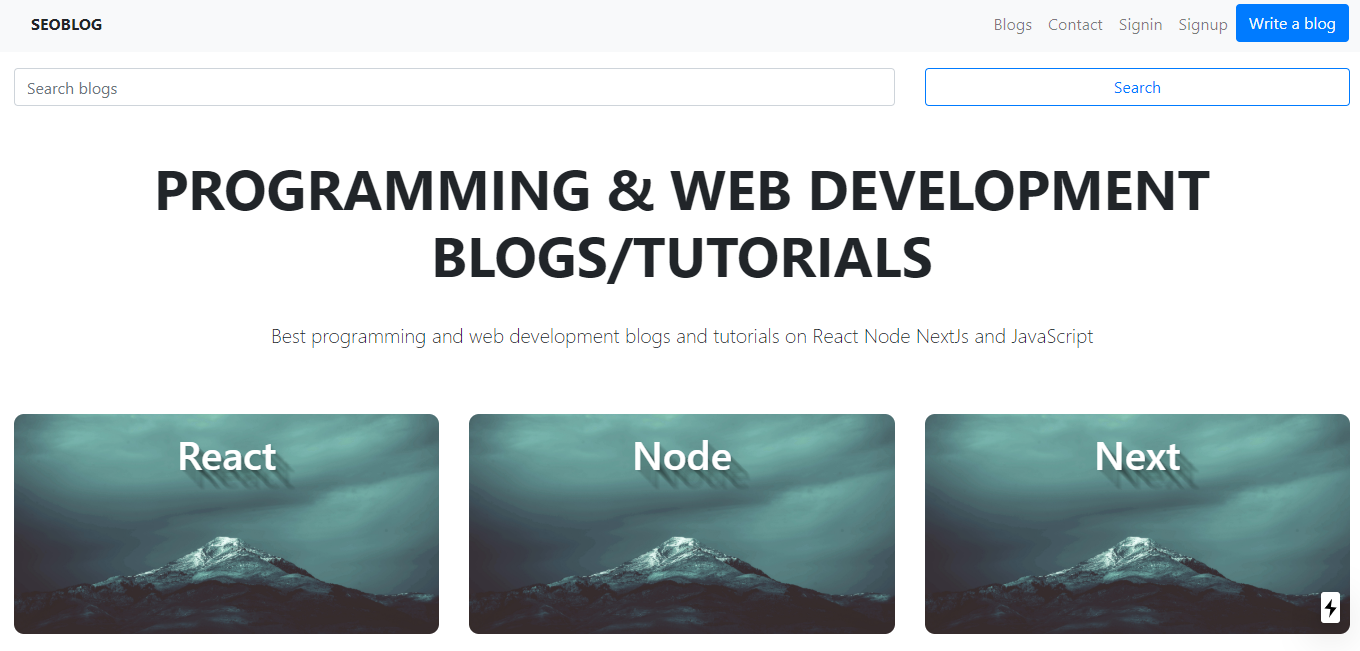 SEOBLOG
Blogs Contact Signin Signup Write a blog
Search blogs Search
PROGRAMMING & WEB DEVELOPMENT
BLOGS/TUTORIALS
Best programming and web development blogs and tutorials on React Node NextJs and JavaScript
React
Node
Next